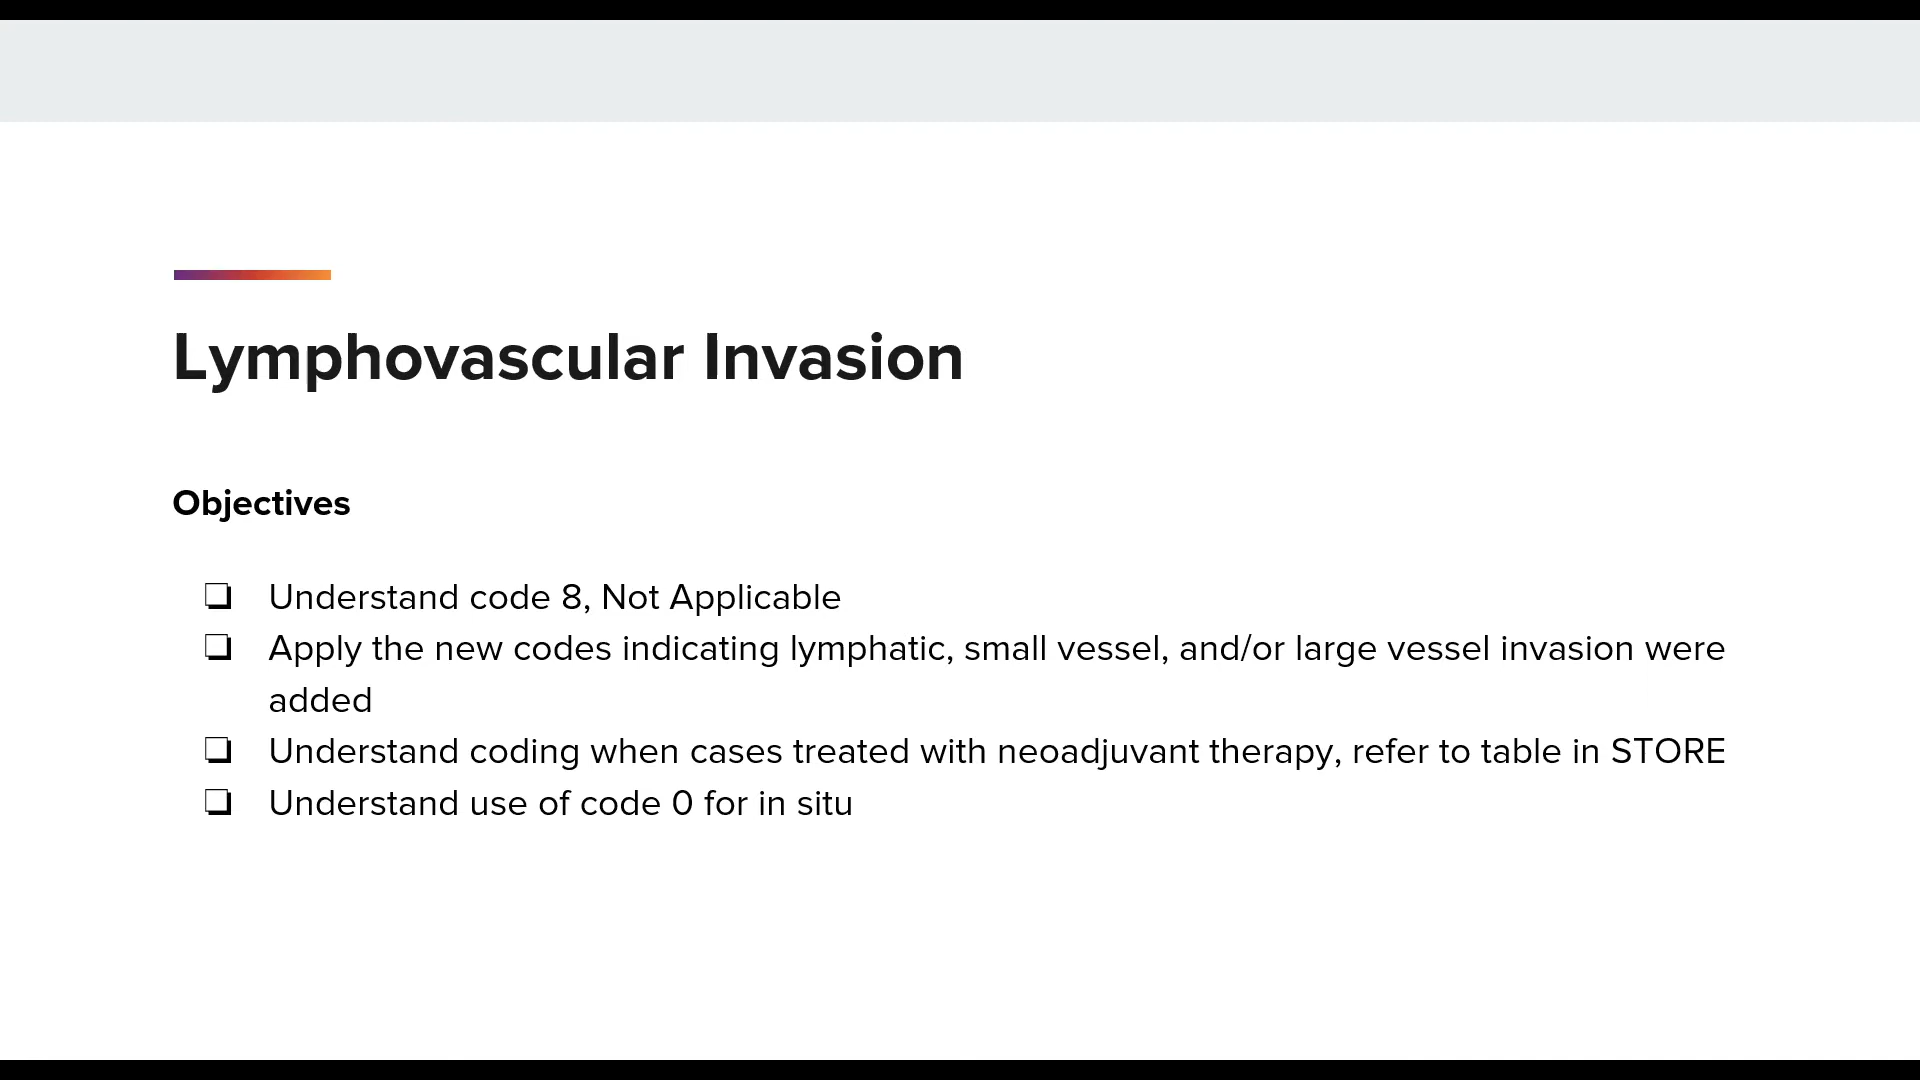 Lymphovascular Invasion
Objectives
❏ Understand code 8, Not Applicable
❏ Apply the new codes indicating lymphatic, small vessel, and/or large vessel invasion were
added
❏ Understand coding when cases treated with neoadjuvant therapy, refer to table in STORE
❏ Understand use of code 0 for in situ